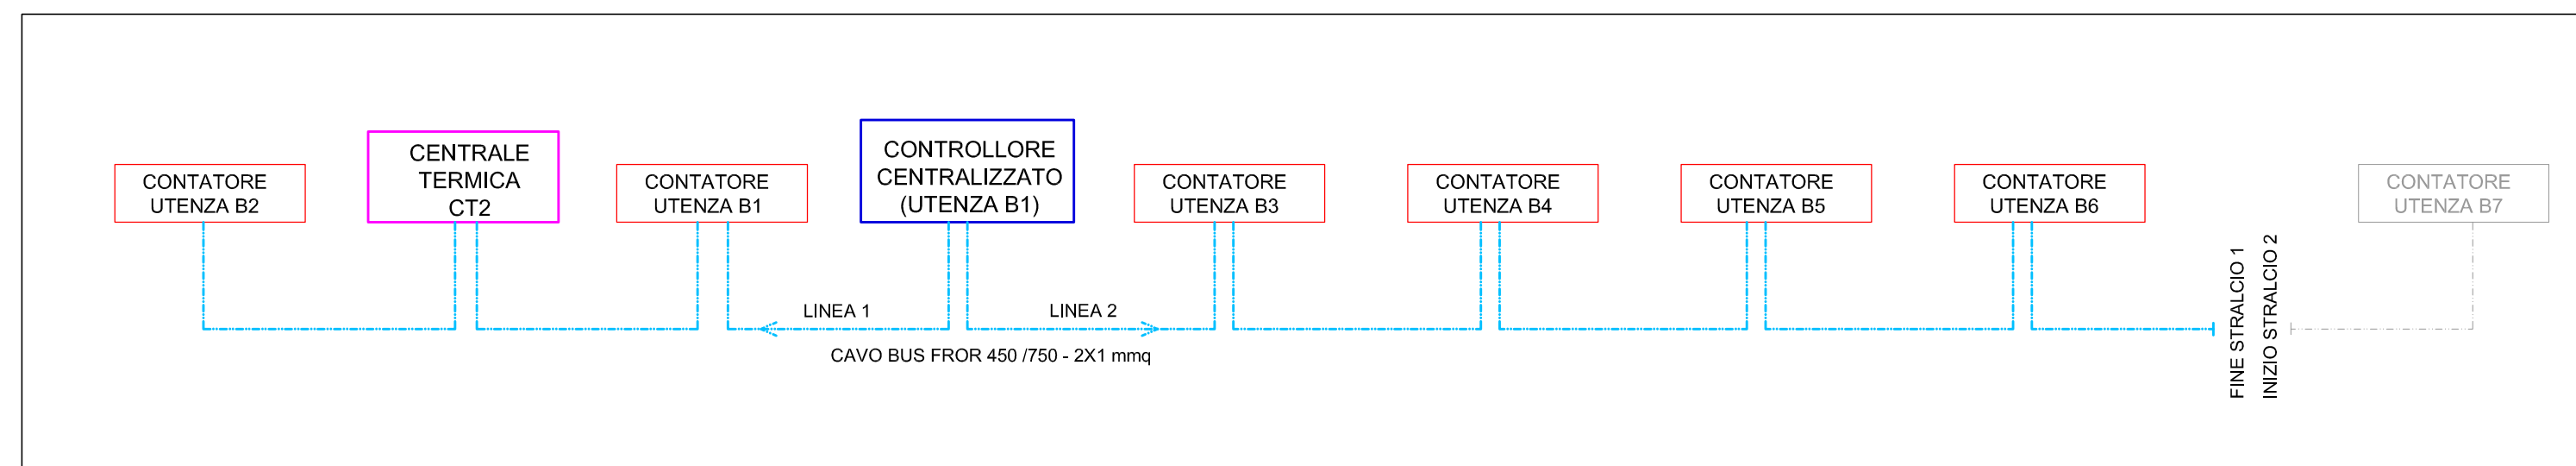 CONTATORE
UTENZA B2
CENTRALE
TERMICA
CT2
CONTATORE
UTENZA B1
CONTROLLORE
CENTRALIZZATO
(UTENZA B1)
CONTATORE
UTENZA B3
CONTATORE
UTENZA B4
CONTATORE
UTENZA B5
CONTATORE
UTENZA B6
CONTATORE
UTENZA B7
LINEA 1
LINEA 2
CAVO BUS FROR 450 /750 - 2X1 mmq
FINE STRALCIO 1
INIZIO STRALCIO 2